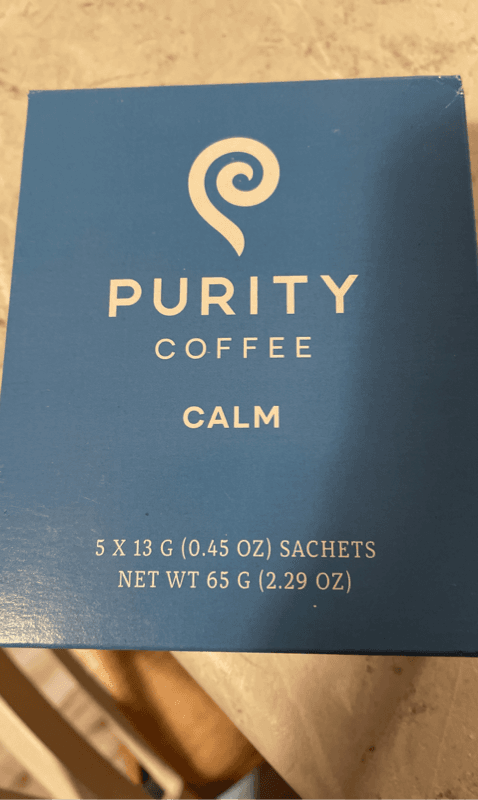 PURITY
COFFEE
CALM
5 X 13 G (0.45 OZ) SACHETS
NET WT 65 G (2.29 OZ)